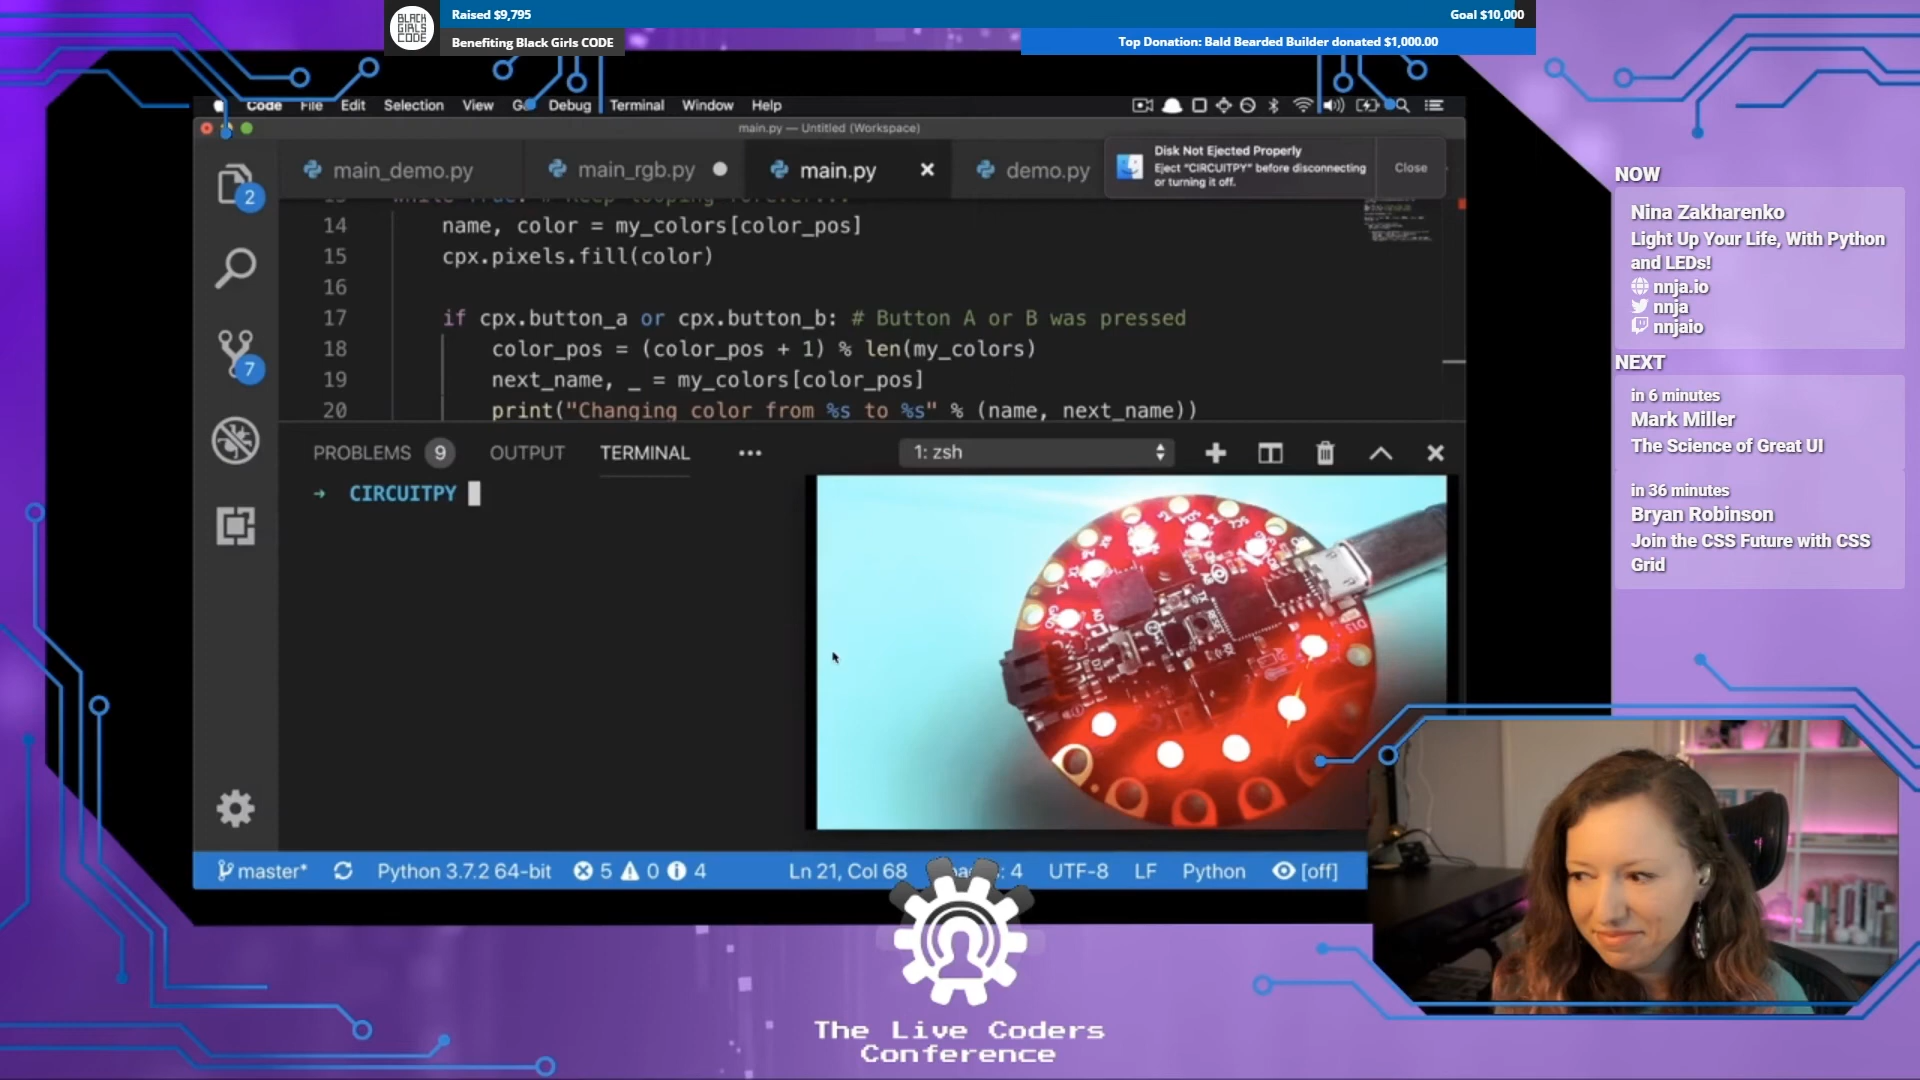 BLACK
GIRLS
CODE
Raised $9,795
Goal $10,000
Benefiting Black Girls CODE
Top Donation: Bald Bearded Builder donated $1,000.00
Code File Edit Selection View Go Debug Terminal Window Help
main.py — Untitled (Workspace)
main_demo.py
main_rgb.py
main.py
demo.py
Disk Not Ejected Properly
Eject "CIRCUITPY" before disconnecting
or turning it off.
Close
while True: # Keep looping forever...
14 name, color = my_colors[color_pos]
15 cpx.pixels.fill(color)
16
17 if cpx.button_a or cpx.button_b: # Button A or B was pressed
18 color_pos = (color_pos + 1) % len(my_colors)
19 next_name, _ = my_colors[color_pos]
20 print("Changing color from %s to %s" % (name, next_name))
2
7
PROBLEMS 9 OUTPUT TERMINAL ••• 1: zsh
→ CIRCUITPY
master* Python 3.7.2 64-bit 5 0 4 Ln 21, Col 68 : 4 UTF-8 LF Python [off]
The Live Coders
Conference
NOW
Nina Zakharenko
Light Up Your Life, With Python
and LEDs!
nnja.io
nnja
nnjaio
NEXT
in 6 minutes
Mark Miller
The Science of Great UI
in 36 minutes
Bryan Robinson
Join the CSS Future with CSS
Grid